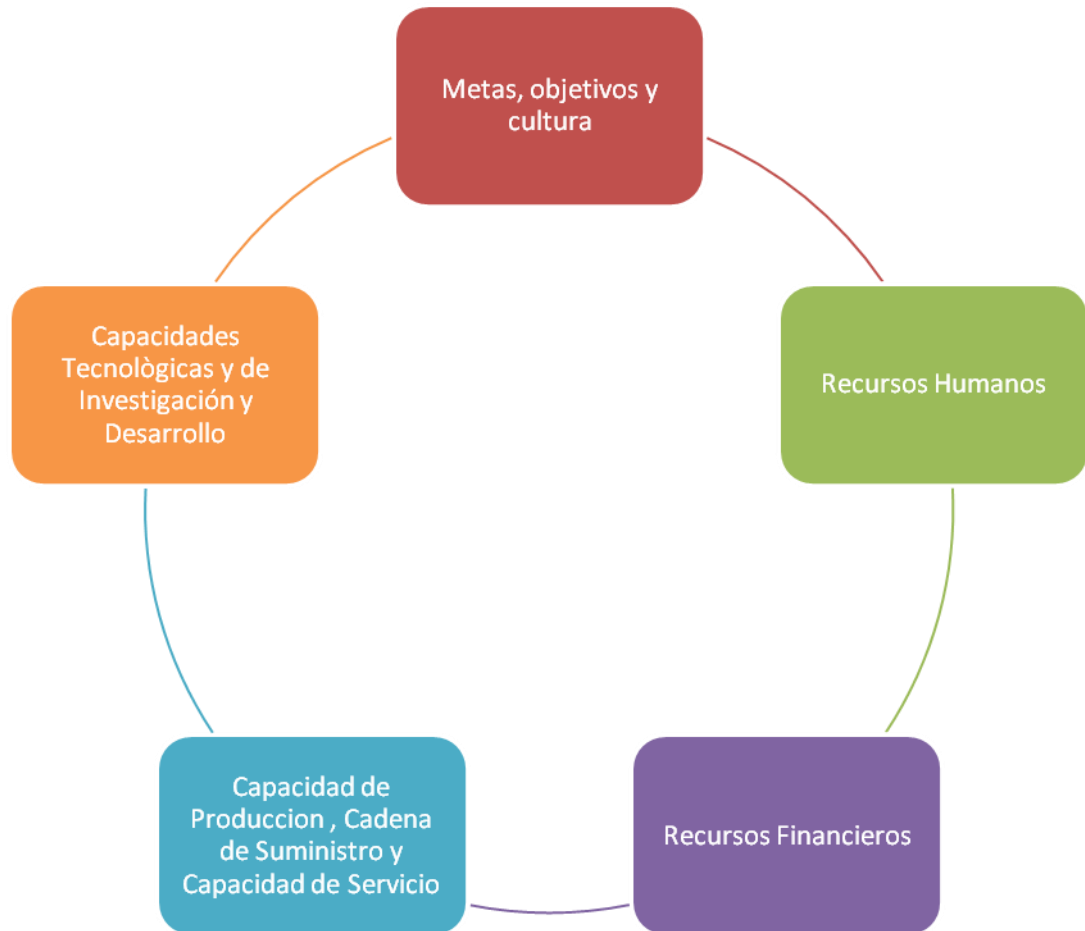 Metas, objetivos y
cultura
Recursos Humanos
Recursos Financieros
Capacidad de
Produccion , Cadena
de Suministro y
Capacidad de Servicio
Capacidades
Tecnològicas y de
Investigación y
Desarrollo